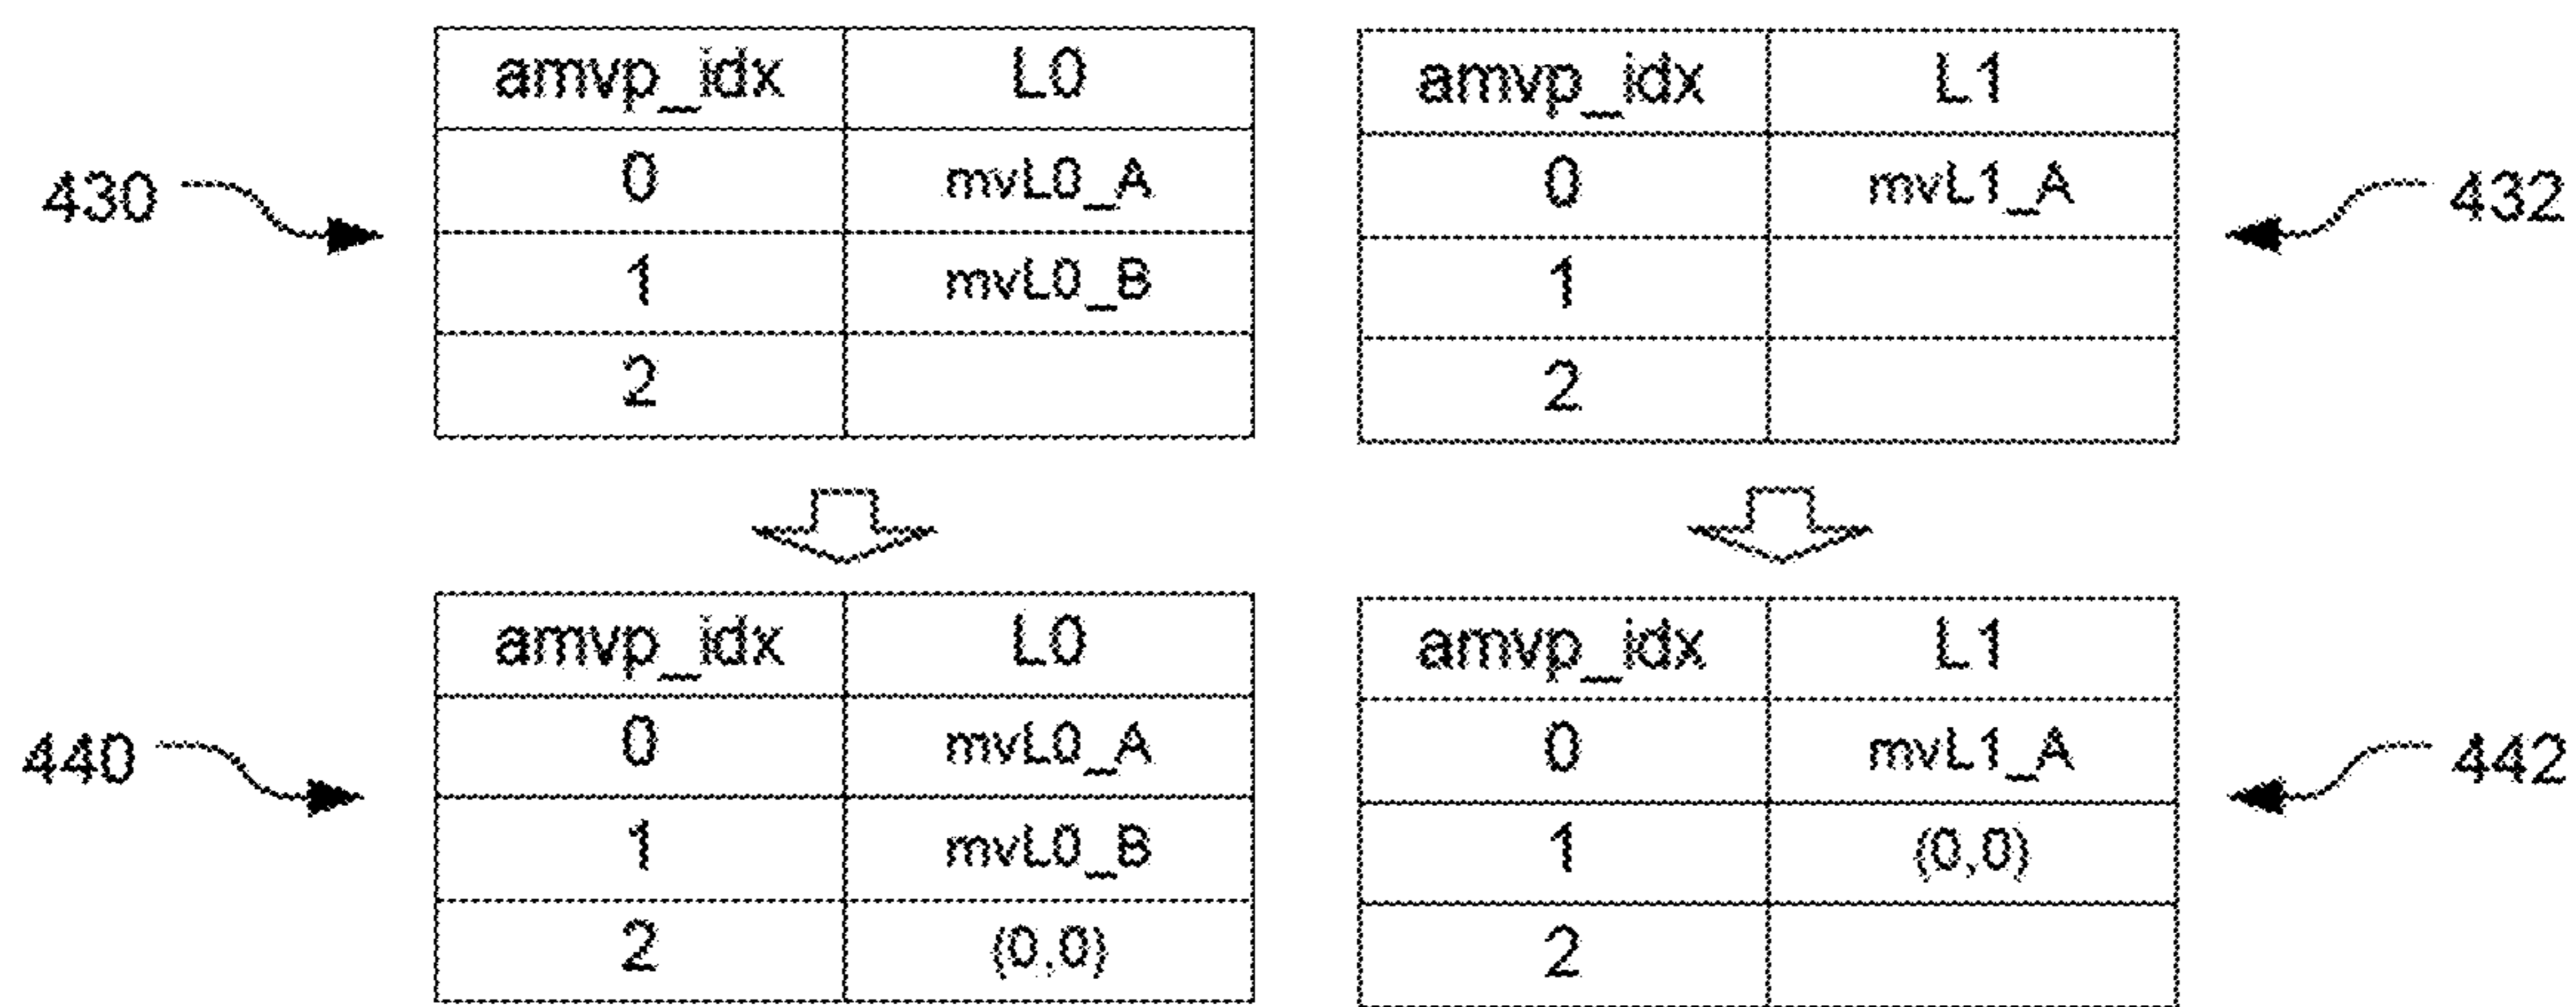 amvp_idx L0 amvp_idx L1
430 0 mvL0_A 0 mvL1_A 432
1 mvL0_B 1
2 2
amvp_idx L0 amvp_idx L1
440 0 mvL0_A 0 mvL1_A 442
1 mvL0_B 1 (0,0)
2 (0,0) 2